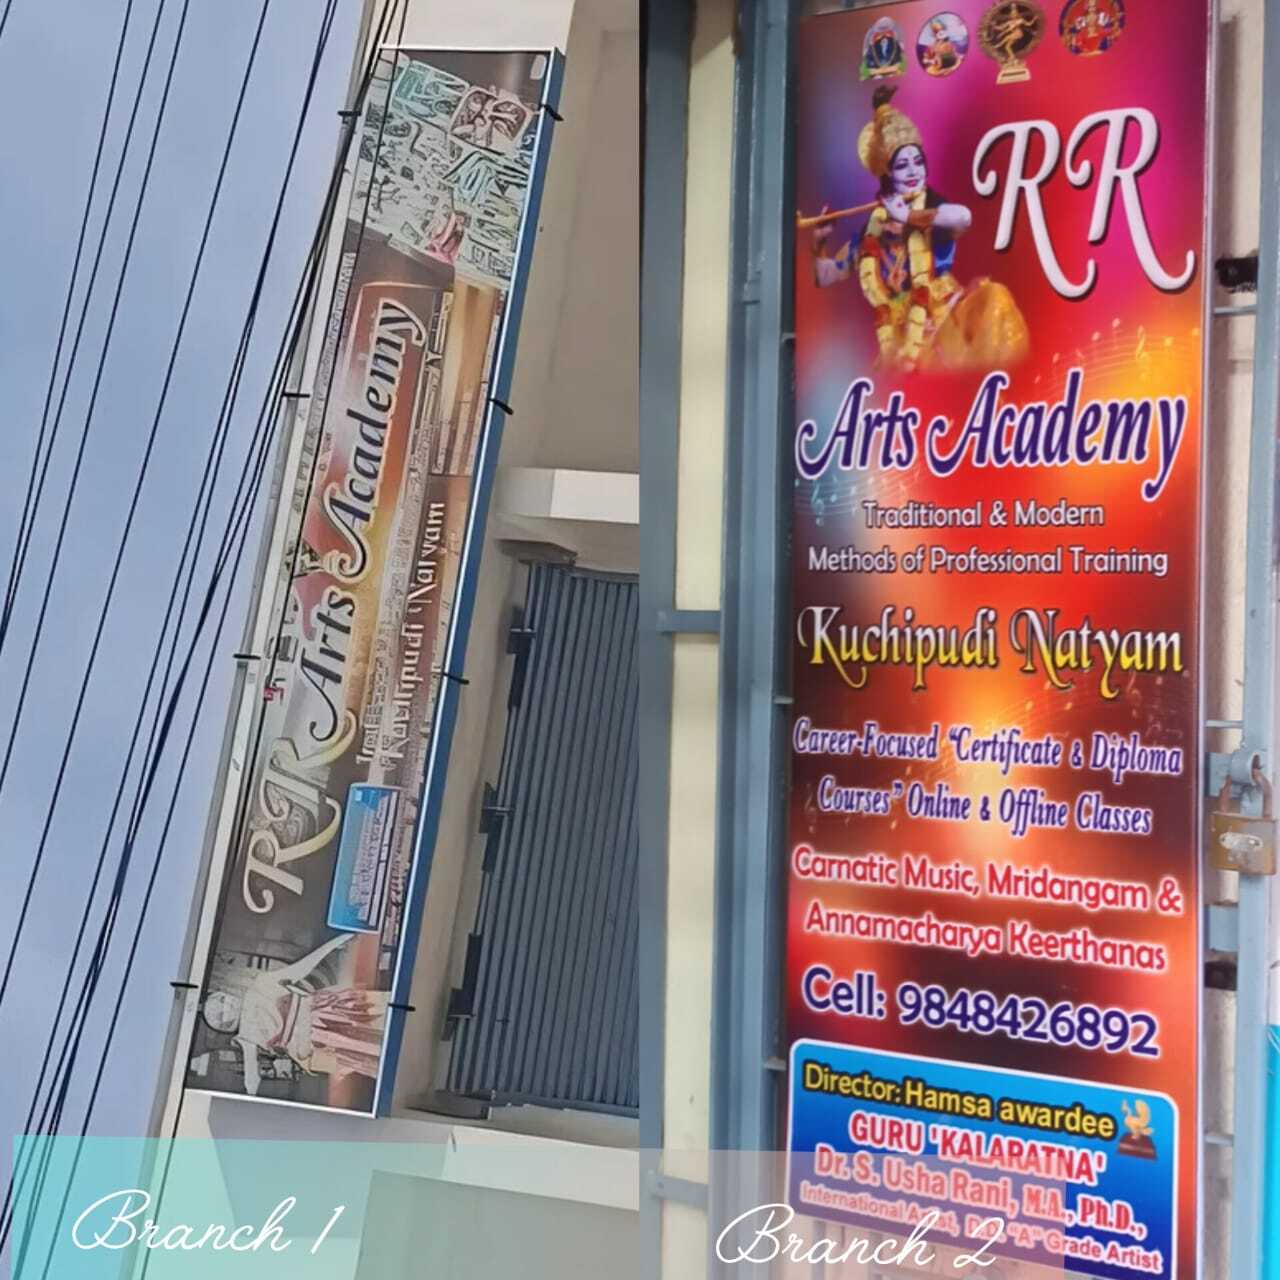 RR Arts Academy
Kuchipudi Natyam
Branch 1
RR
Arts Academy
Traditional & Modern
Methods of Professional Training
Kuchipudi Natyam
Career-Focused “Certificate & Diploma
Courses” Online & Offline Classes
Carnatic Music, Mridangam &
Annamacharya Keerthanas
Cell: 9848426892
Director: Hamsa awardee
GURU 'KALARATNA'
Dr. S. Usha Rani, M.A., Ph.D.,
International Artist, D.D. “A” Grade Artist
Branch 2